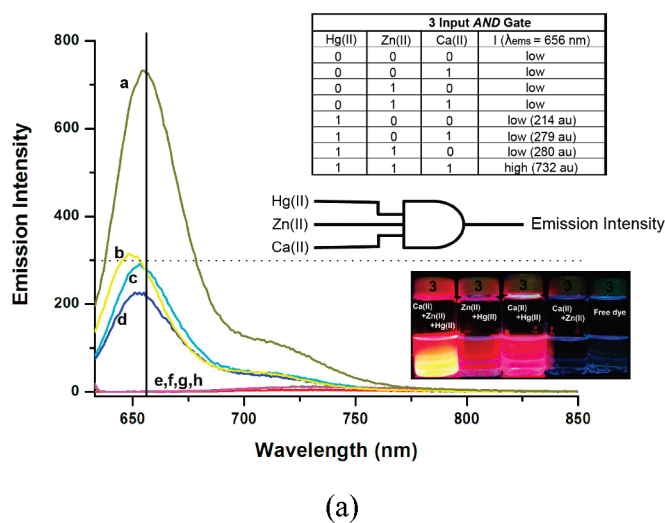 3 Input AND Gate
Hg(II) Zn(II) Ca(II) I (λems = 656 nm)
0 0 0 low
0 0 1 low
0 1 0 low
0 1 1 low
1 0 0 low (214 au)
1 0 1 low (279 au)
1 1 0 low (280 au)
1 1 1 high (732 au)
Hg(II)
Zn(II)
Ca(II)
Emission Intensity
800
600
400
300
200
0
Emission Intensity
a
b
c
d
e,f,g,h
3 3 3 3 3
Ca(II) +Zn(II) +Hg(II)
Zn(II) +Hg(II)
Ca(II) +Hg(II)
Ca(II) +Zn(II)
Free dye
650 700 750 800 850
Wavelength (nm)
(a)